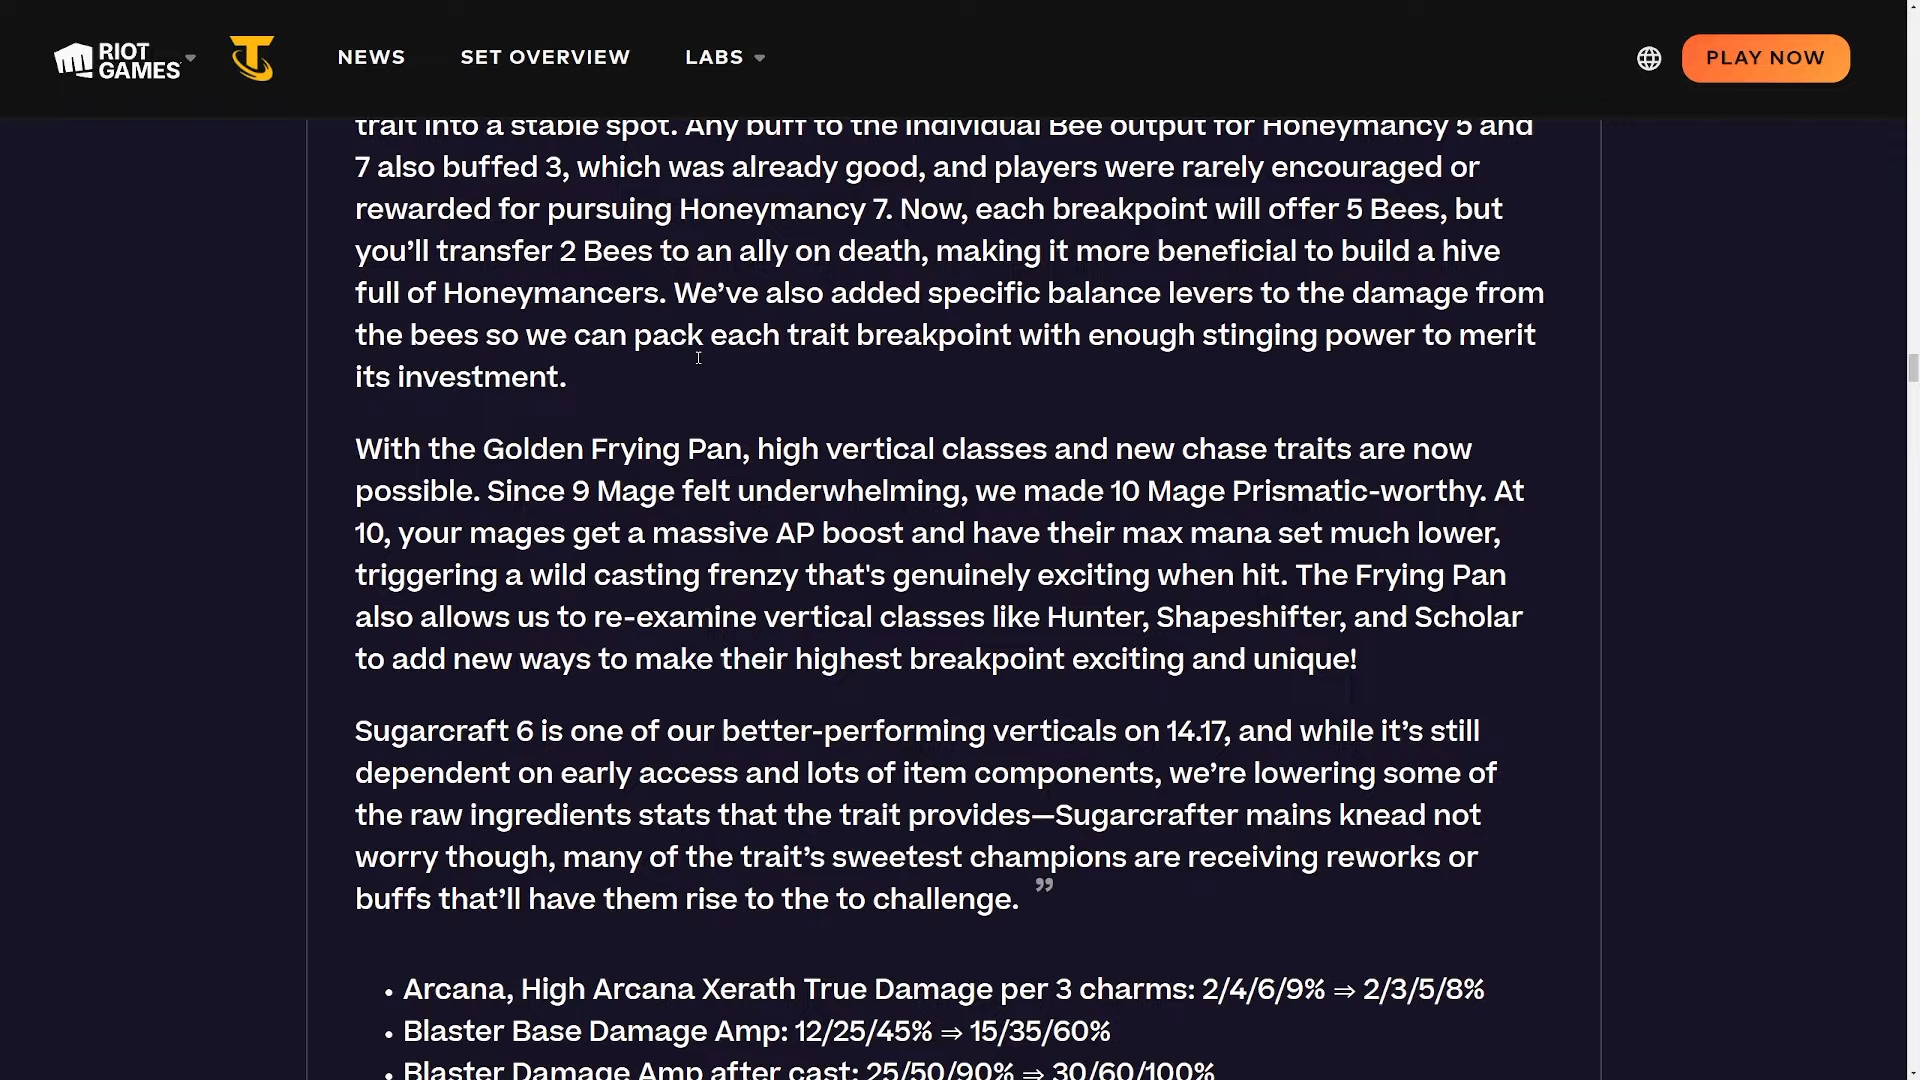 RIOT
GAMES
NEWS
SET OVERVIEW
LABS
PLAY NOW
trait into a stable spot. Any buff to the individual Bee output for Honeymancy 5 and
7 also buffed 3, which was already good, and players were rarely encouraged or
rewarded for pursuing Honeymancy 7. Now, each breakpoint will offer 5 Bees, but
you’ll transfer 2 Bees to an ally on death, making it more beneficial to build a hive
full of Honeymancers. We’ve also added specific balance levers to the damage from
the bees so we can pack each trait breakpoint with enough stinging power to merit
its investment.
With the Golden Frying Pan, high vertical classes and new chase traits are now
possible. Since 9 Mage felt underwhelming, we made 10 Mage Prismatic-worthy. At
10, your mages get a massive AP boost and have their max mana set much lower,
triggering a wild casting frenzy that's genuinely exciting when hit. The Frying Pan
also allows us to re-examine vertical classes like Hunter, Shapeshifter, and Scholar
to add new ways to make their highest breakpoint exciting and unique!
Sugarcraft 6 is one of our better-performing verticals on 14.17, and while it’s still
dependent on early access and lots of item components, we’re lowering some of
the raw ingredients stats that the trait provides—Sugarcrafter mains knead not
worry though, many of the trait’s sweetest champions are receiving reworks or
buffs that’ll have them rise to the to challenge. ”
• Arcana, High Arcana Xerath True Damage per 3 charms: 2/4/6/9% ⇒ 2/3/5/8%
• Blaster Base Damage Amp: 12/25/45% ⇒ 15/35/60%
• Blaster Damage Amp after cast: 25/50/90% ⇒ 30/60/100%